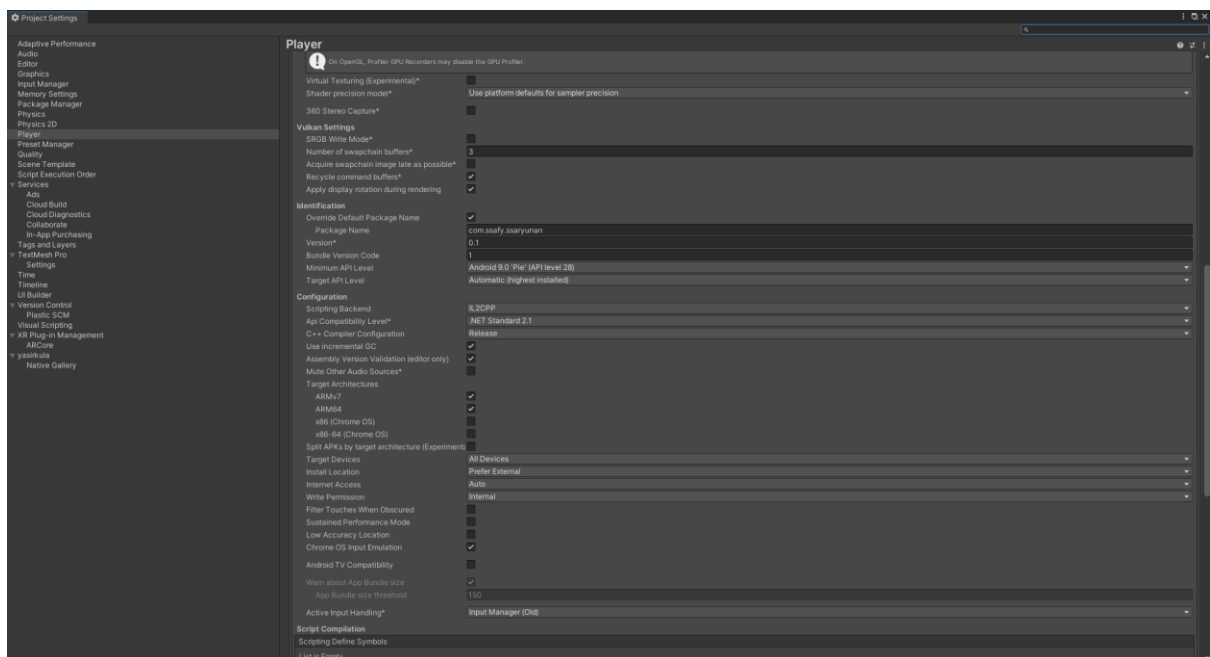 Project Settings
Adaptive Performance
Audio
Editor
Graphics
Input Manager
Memory Settings
Package Manager
Physics
Physics 2D
Player
Preset Manager
Quality
Scene Template
Script Execution Order
Services
Ads
Cloud Build
Cloud Diagnostics
Collaborate
In-App Purchasing
Tags and Layers
TextMesh Pro
Settings
Time
Timeline
UI Builder
Version Control
Plastic SCM
Visual Scripting
XR Plug-in Management
ARCore
yasirkula
Native Gallery
Player
On OpenGL, Profiler GPU Recorders may disable the GPU Profiler.
Virtual Texturing (Experimental)*
Shader precision model* Use platform defaults for sampler precision
360 Stereo Capture*
Vulkan Settings
SRGB Write Mode*
Number of swapchain buffers* 3
Acquire swapchain image late as possible*
Recycle command buffers*
Apply display rotation during rendering
Identification
Override Default Package Name
Package Name com.ssafy.ssaryunan
Version* 0.1
Bundle Version Code 1
Minimum API Level Android 9.0 'Pie' (API level 28)
Target API Level Automatic (highest installed)
Configuration
Scripting Backend IL2CPP
Api Compatibility Level* .NET Standard 2.1
C++ Compiler Configuration Release
Use incremental GC
Assembly Version Validation (editor only)
Mute Other Audio Sources*
Target Architectures
ARMv7
ARM64
x86 (Chrome OS)
x86-64 (Chrome OS)
Split APKs by target architecture (Experimenti
Target Devices All Devices
Install Location Prefer External
Internet Access Auto
Write Permission Internal
Filter Touches When Obscured
Sustained Performance Mode
Low Accuracy Location
Chrome OS Input Emulation
Android TV Compatibility
Warn about App Bundle size
App Bundle size threshold 150
Active Input Handling* Input Manager (Old)
Script Compilation
Scripting Define Symbols
List is Empty